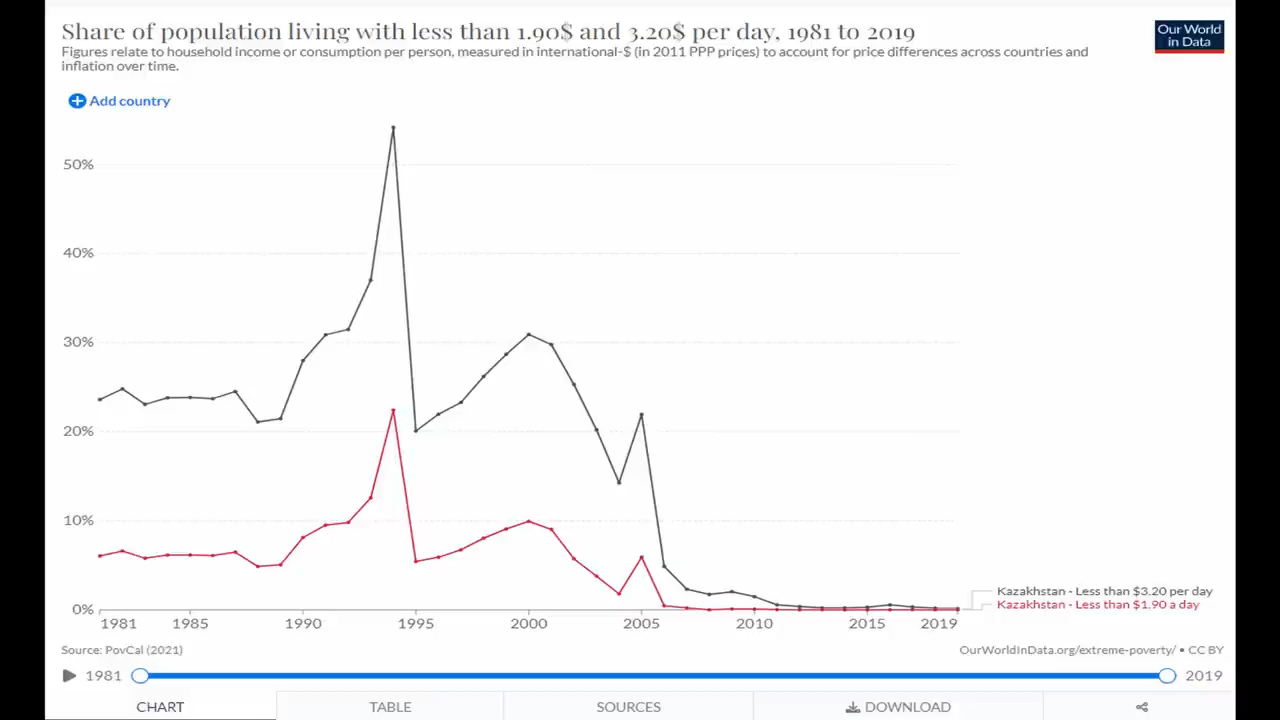 Share of population living with less than 1.90$ and 3.20$ per day, 1981 to 2019
Our World
in Data
Figures relate to household income or consumption per person, measured in international-$ (in 2011 PPP prices) to account for price differences across countries and
inflation over time.
Add country
50%
40%
30%
20%
10%
0%
Kazakhstan - Less than $3.20 per day
Kazakhstan - Less than $1.90 a day
1981 1985 1990 1995 2000 2005 2010 2015 2019
Source: PovCal (2021)
OurWorldInData.org/extreme-poverty/ • CC BY
1981 2019
CHART TABLE SOURCES DOWNLOAD